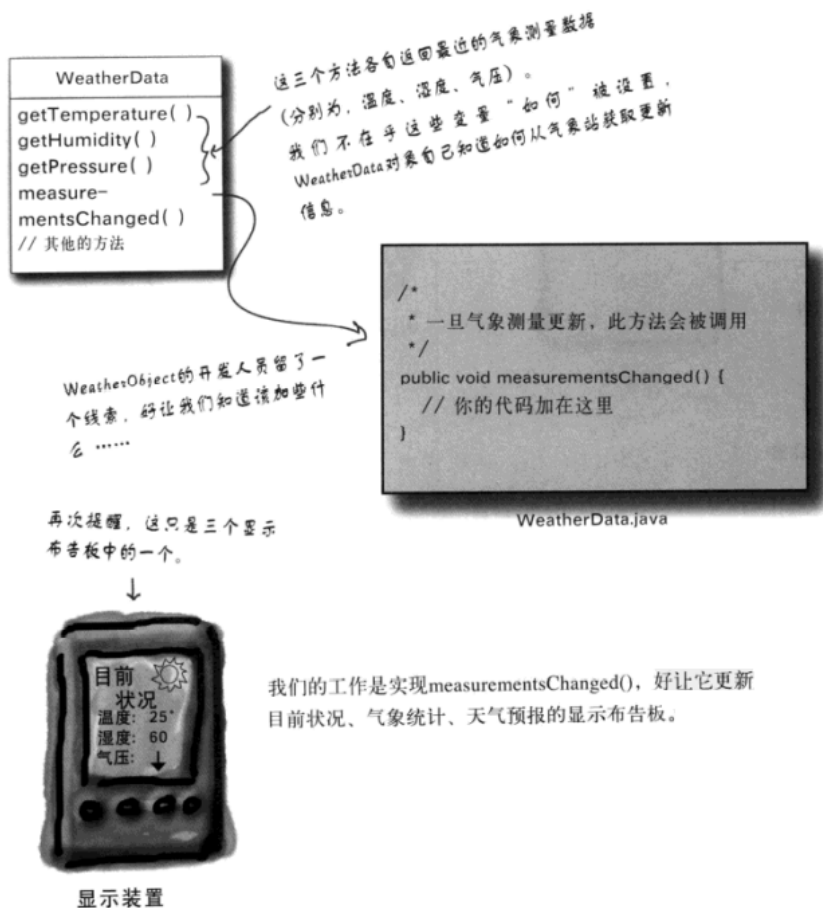 WeatherData
getTemperature( )
getHumidity( )
getPressure( )
measure-
mentsChanged( )
// 其他的方法
这三个方法各自返回最近的气象测量数据
(分别为，温度、湿度、气压）。
我们不在乎这些变量“如何”被设置，
WeatherData对象自己知道如何从气象站获取更新
信息。
/*
* 一旦气象测量更新，此方法会被调用
*/
public void measurementsChanged() {
// 你的代码加在这里
}
WeatherData.java
WeatherObject的开发人员留了一
个线索，好让我们知道该加些什
么 ……
再次提醒，这只是三个显示
布告板中的一个。
目前
状况
温度: 25°
湿度: 60
气压:
显示装置
我们的工作是实现measurementsChanged()，好让它更新
目前状况、气象统计、天气预报的显示布告板。